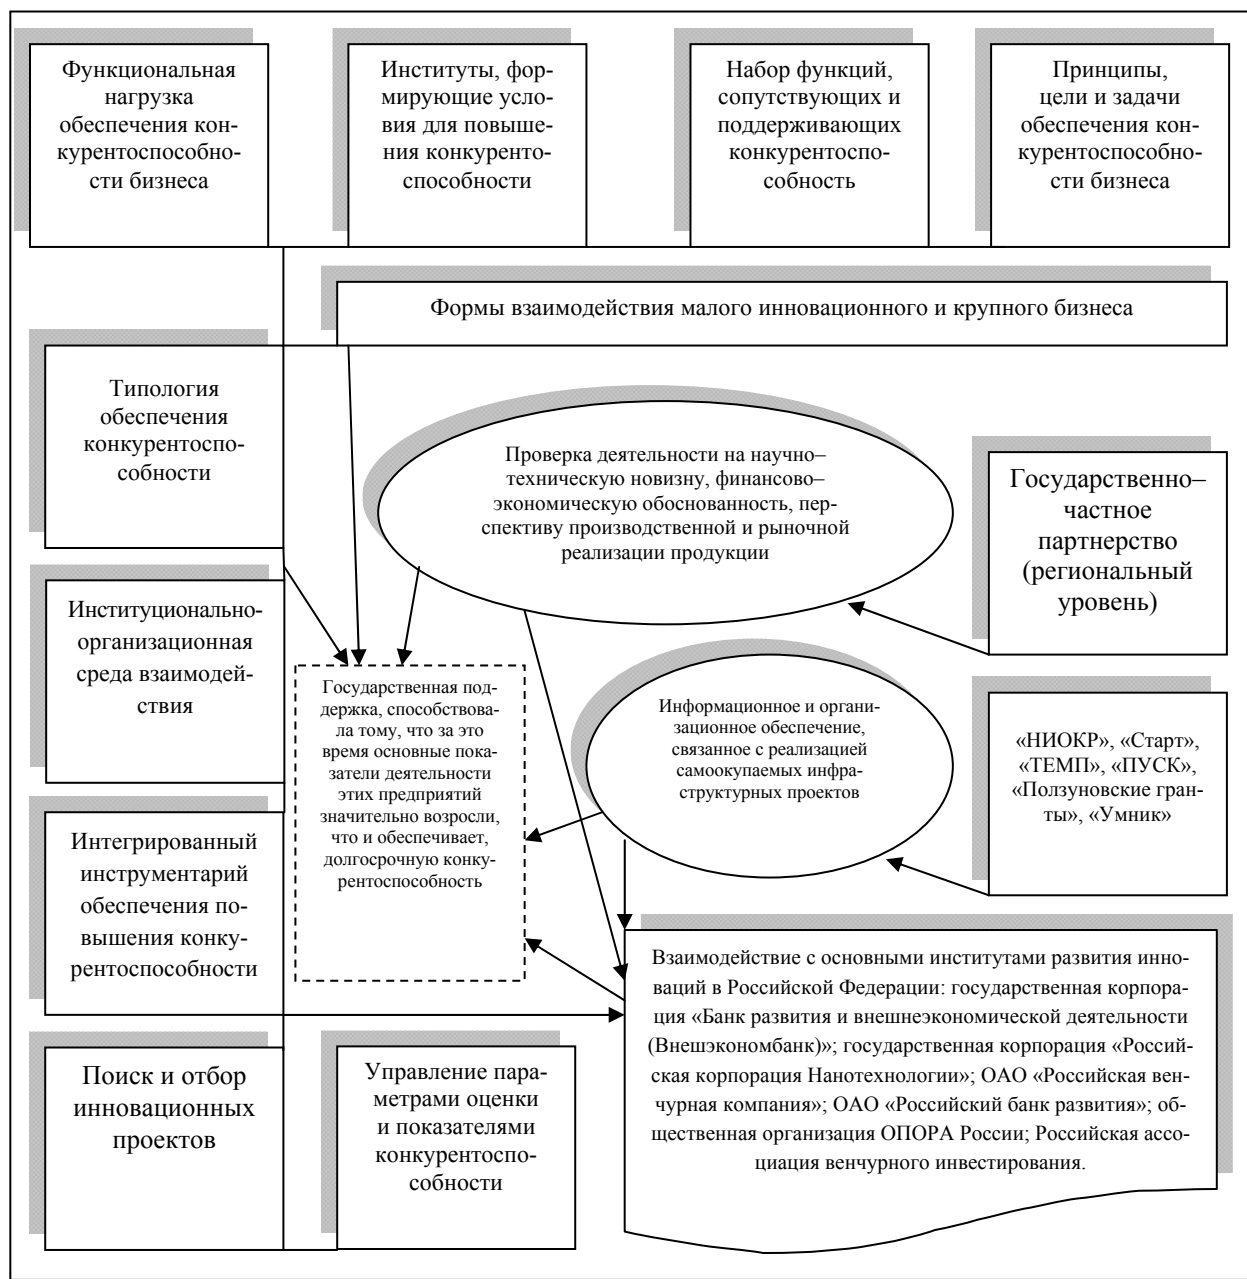 Функциональная
нагрузка
обеспечения кон-
курентоспособно-
сти бизнеса
Институты, фор-
мирующие усло-
вия для повыше-
ния конкуренто-
способности
Набор функций,
сопутствующих и
поддерживающих
конкурентоспо-
собность
Принципы,
цели и задачи
обеспечения кон-
курентоспособно-
сти бизнеса
Формы взаимодействия малого инновационного и крупного бизнеса
Типология
обеспечения
конкурентоспо-
собности
Проверка деятельности на научно–
техническую новизну, финансово–
экономическую обоснованность, пер-
спективу производственной и рыночной
реализации продукции
Государственно–
частное
партнерство
(региональный
уровень)
Институционально-
организационная
среда взаимодей-
ствия
Государственная под-
держка, способствова-
ла тому, что за это
время основные пока-
затели деятельности
этих предприятий
значительно возросли,
что и обеспечивает,
долгосрочную конку-
рентоспособность
Информационное и органи-
зационное обеспечение,
связанное с реализацией
самоокупаемых инфра-
структурных проектов
«НИОКР», «Старт»,
«ТЕМП», «ПУСК»,
«Ползуновские гран-
ты», «Умник»
Интегрированный
инструментарий
обеспечения по-
вышения конку-
рентоспособности
Взаимодействие с основными институтами развития инно-
ваций в Российской Федерации: государственная корпора-
ция «Банк развития и внешнеэкономической деятельности
(Внешэкономбанк)»; государственная корпорация «Россий-
ская корпорация Нанотехнологии»; ОАО «Российская вен-
чурная компания»; ОАО «Российский банк развития»; об-
щественная организация ОПОРА России; Российская ассо-
циация венчурного инвестирования.
Поиск и отбор
инновационных
проектов
Управление пара-
метрами оценки
и показателями
конкурентоспо-
собности